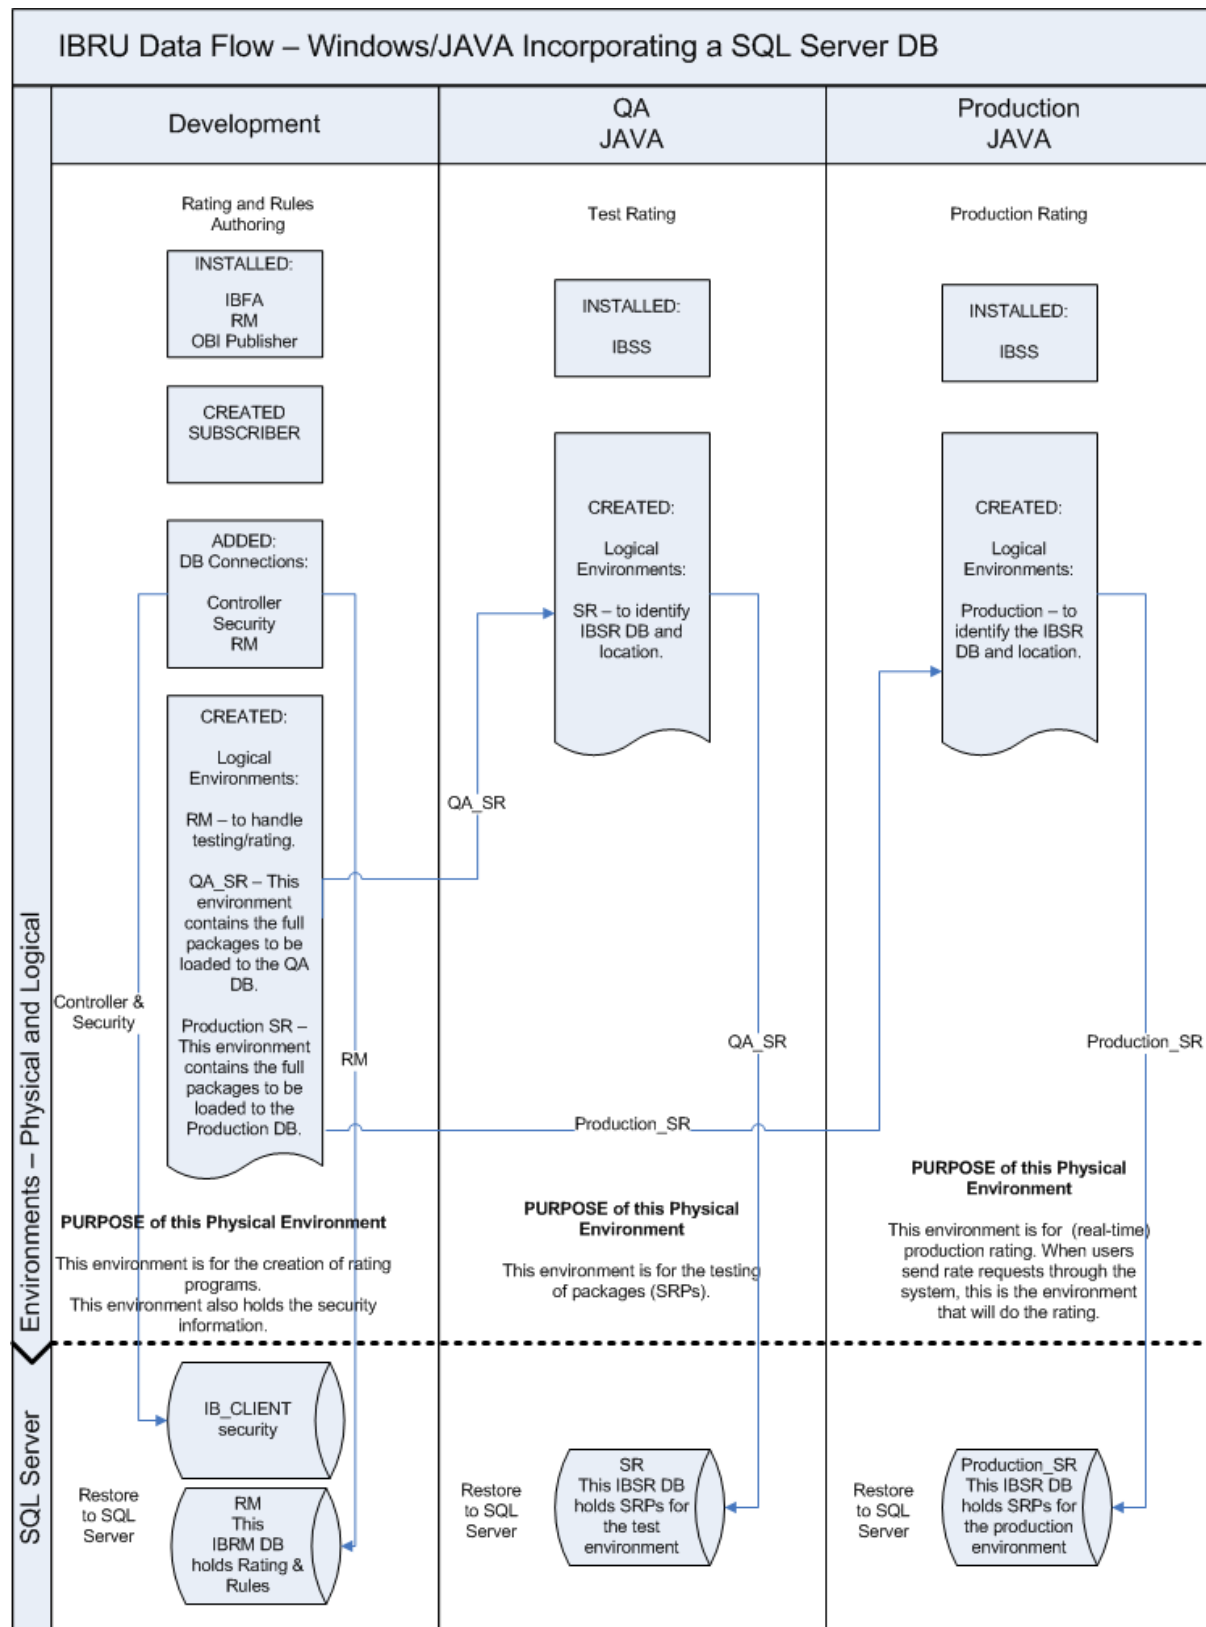 IBRU Data Flow – Windows/JAVA Incorporating a SQL Server DB
Development
QA
JAVA
Production
JAVA
Environments – Physical and Logical
SQL Server
Rating and Rules
Authoring
INSTALLED:
IBFA
RM
OBI Publisher
CREATED
SUBSCRIBER
ADDED:
DB Connections:
Controller
Security
RM
CREATED:
Logical
Environments:
RM – to handle
testing/rating.
QA_SR – This
environment
contains the full
packages to be
loaded to the QA
DB.
Production SR –
This environment
contains the full
packages to be
loaded to the
Production DB.
Controller &
Security
RM
PURPOSE of this Physical Environment
This environment is for the creation of rating
programs.
This environment also holds the security
information.
IB_CLIENT
security
Restore
to SQL
Server
RM
This
IBRM DB
holds Rating &
Rules
Test Rating
INSTALLED:
IBSS
CREATED:
Logical
Environments:
SR – to identify
IBSR DB and
location.
QA_SR
QA_SR
Production_SR
PURPOSE of this Physical
Environment
This environment is for the testing
of packages (SRPs).
Restore
to SQL
Server
SR
This IBSR DB
holds SRPs for
the test
environment
Production Rating
INSTALLED:
IBSS
CREATED:
Logical
Environments:
Production – to
identify the IBSR
DB and location.
Production_SR
PURPOSE of this Physical
Environment
This environment is for  (real-time)
production rating. When users
send rate requests through the
system, this is the environment
that will do the rating.
Restore
to SQL
Server
Production_SR
This IBSR DB
holds SRPs for
the production
environment